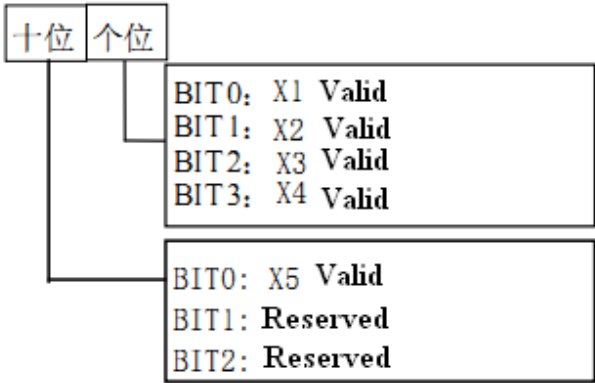 十位 个位
BIT0: X1 Valid
BIT1: X2 Valid
BIT2: X3 Valid
BIT3: X4 Valid
BIT0: X5 Valid
BIT1: Reserved
BIT2: Reserved